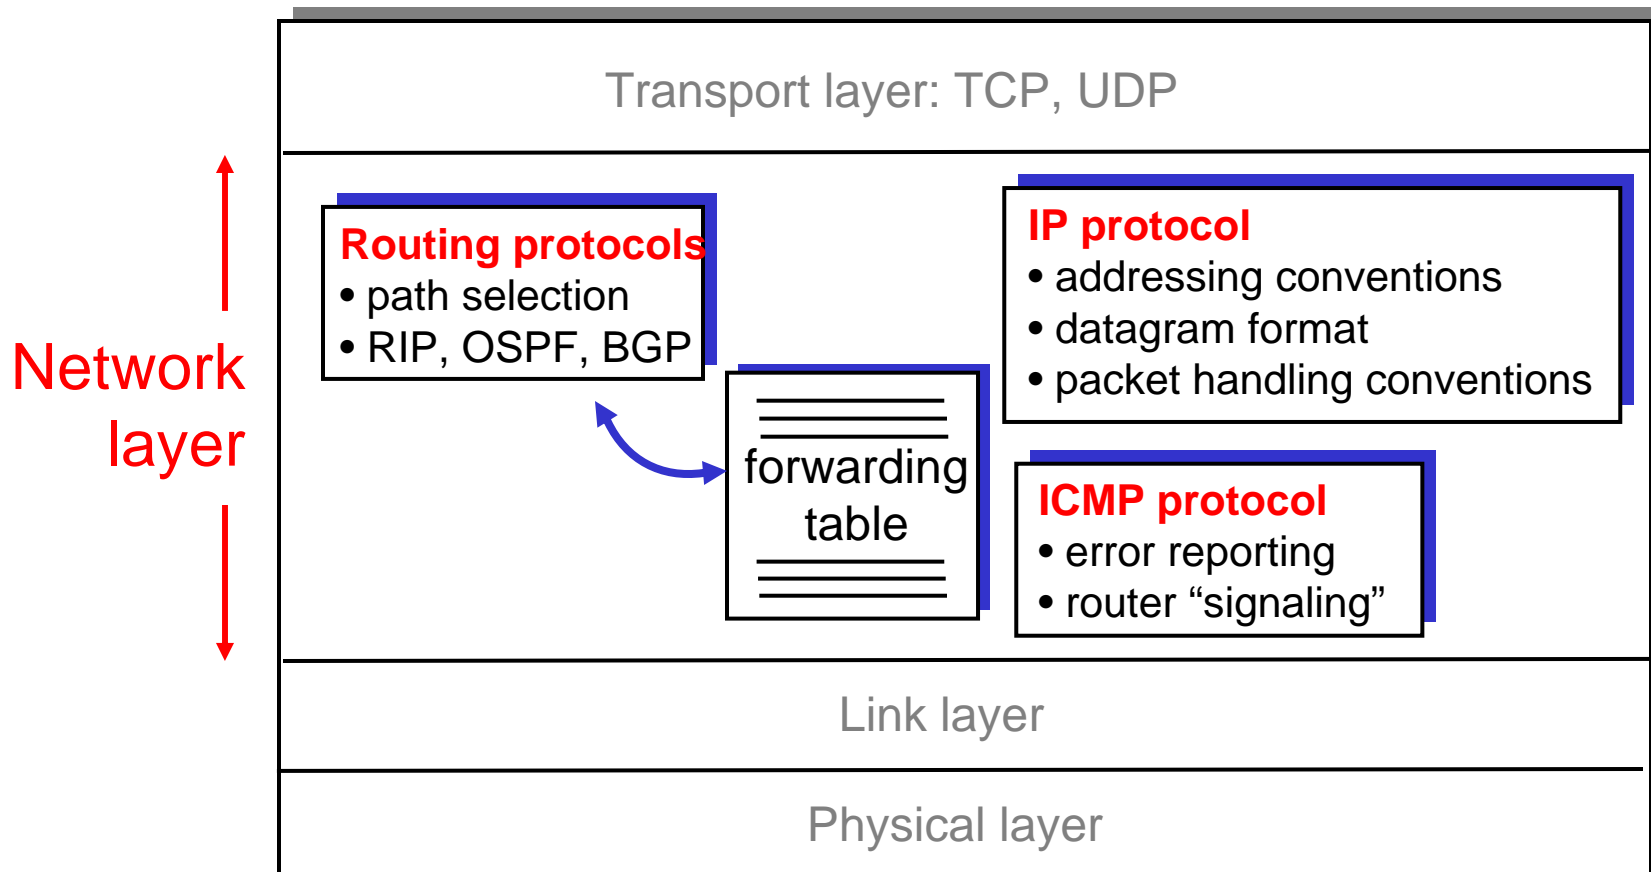 Transport layer: TCP, UDP
Network
layer
Routing protocols
• path selection
• RIP, OSPF, BGP
forwarding
table
IP protocol
• addressing conventions
• datagram format
• packet handling conventions
ICMP protocol
• error reporting
• router “signaling”
Link layer
Physical layer